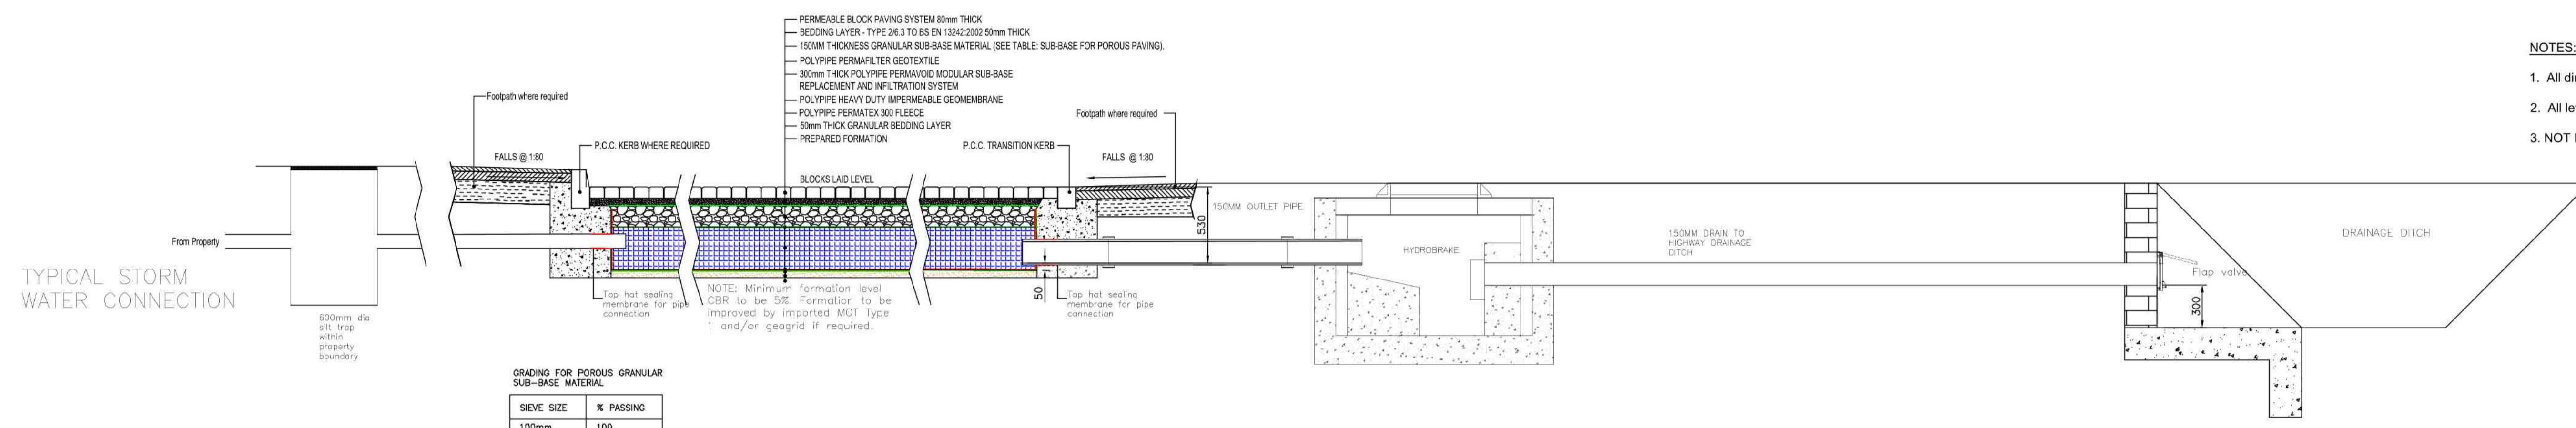 PERMEABLE BLOCK PAVING SYSTEM 80mm THICK
BEDDING LAYER - TYPE 2/6.3 TO BS EN 13242:2002 50mm THICK
150MM THICKNESS GRANULAR SUB-BASE MATERIAL (SEE TABLE: SUB-BASE FOR POROUS PAVING).
POLYPIPE PERMAFILTER GEOTEXTILE
300mm THICK POLYPIPE PERMAVOID MODULAR SUB-BASE
REPLACEMENT AND INFILTRATION SYSTEM
POLYPIPE HEAVY DUTY IMPERMEABLE GEOMEMBRANE
POLYPIPE PERMATEX 300 FLEECE
50mm THICK GRANULAR BEDDING LAYER
PREPARED FORMATION
Footpath where required
Footpath where required
NOTES:
1. All di
2. All le
3. NOT
FALLS @ 1:80
P.C.C. KERB WHERE REQUIRED
P.C.C. TRANSITION KERB
FALLS @ 1:80
BLOCKS LAID LEVEL
150MM OUTLET PIPE
530
From Property
HYDROBRAKE
150MM DRAIN TO
HIGHWAY DRAINAGE
DITCH
DRAINAGE DITCH
Flap valve
300
TYPICAL STORM
WATER CONNECTION
600mm dia
silt trap
within
property
boundary
Top hat sealing
membrane for pipe
connection
NOTE: Minimum formation level
CBR to be 5%. Formation to be
improved by imported MOT Type
1 and/or geogrid if required.
50
Top hat sealing
membrane for pipe
connection
GRADING FOR POROUS GRANULAR
SUB-BASE MATERIAL
SIEVE SIZE % PASSING
100mm 100